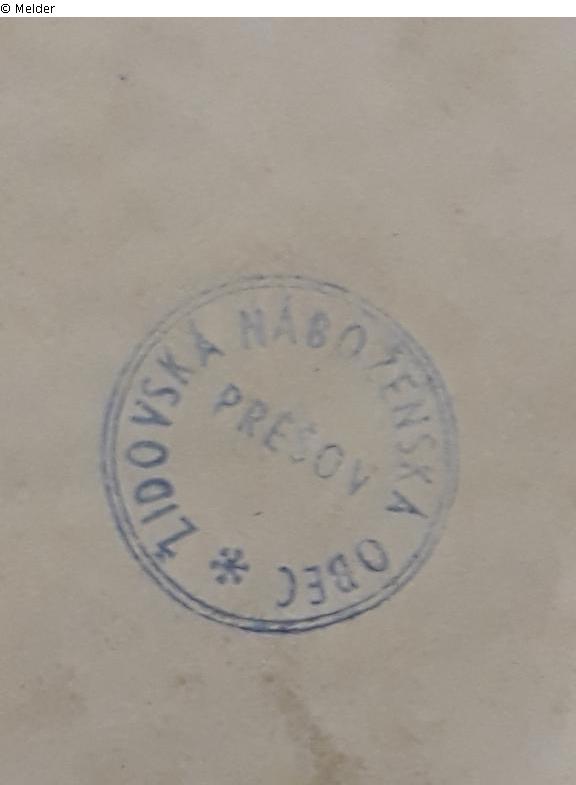 © Melder
ŽIDOVSKÁ NÁBOŽENSKÁ OBEC *
PREŠOV